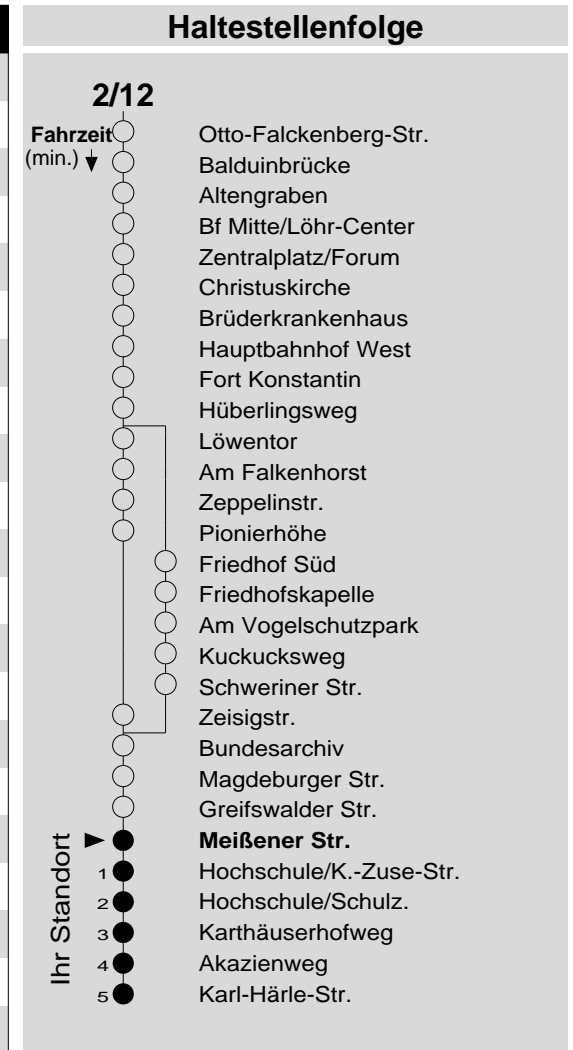 Haltestellenfolge
2/12
Fahrzeit
(min.)
Otto-Falckenberg-Str.
Balduinbrücke
Altengraben
Bf Mitte/Löhr-Center
Zentralplatz/Forum
Christuskirche
Brüderkrankenhaus
Hauptbahnhof West
Fort Konstantin
Hüberlingsweg
Löwentor
Am Falkenhorst
Zeppelinstr.
Pionierhöhe
Friedhof Süd
Friedhofskapelle
Am Vogelschutzpark
Kuckucksweg
Schweriner Str.
Zeisigstr.
Bundesarchiv
Magdeburger Str.
Greifswalder Str.
Ihr Standort
Meißener Str.
1 Hochschule/K.-Zuse-Str.
2 Hochschule/Schulz.
3 Karthäuserhofweg
4 Akazienweg
5 Karl-Härle-Str.